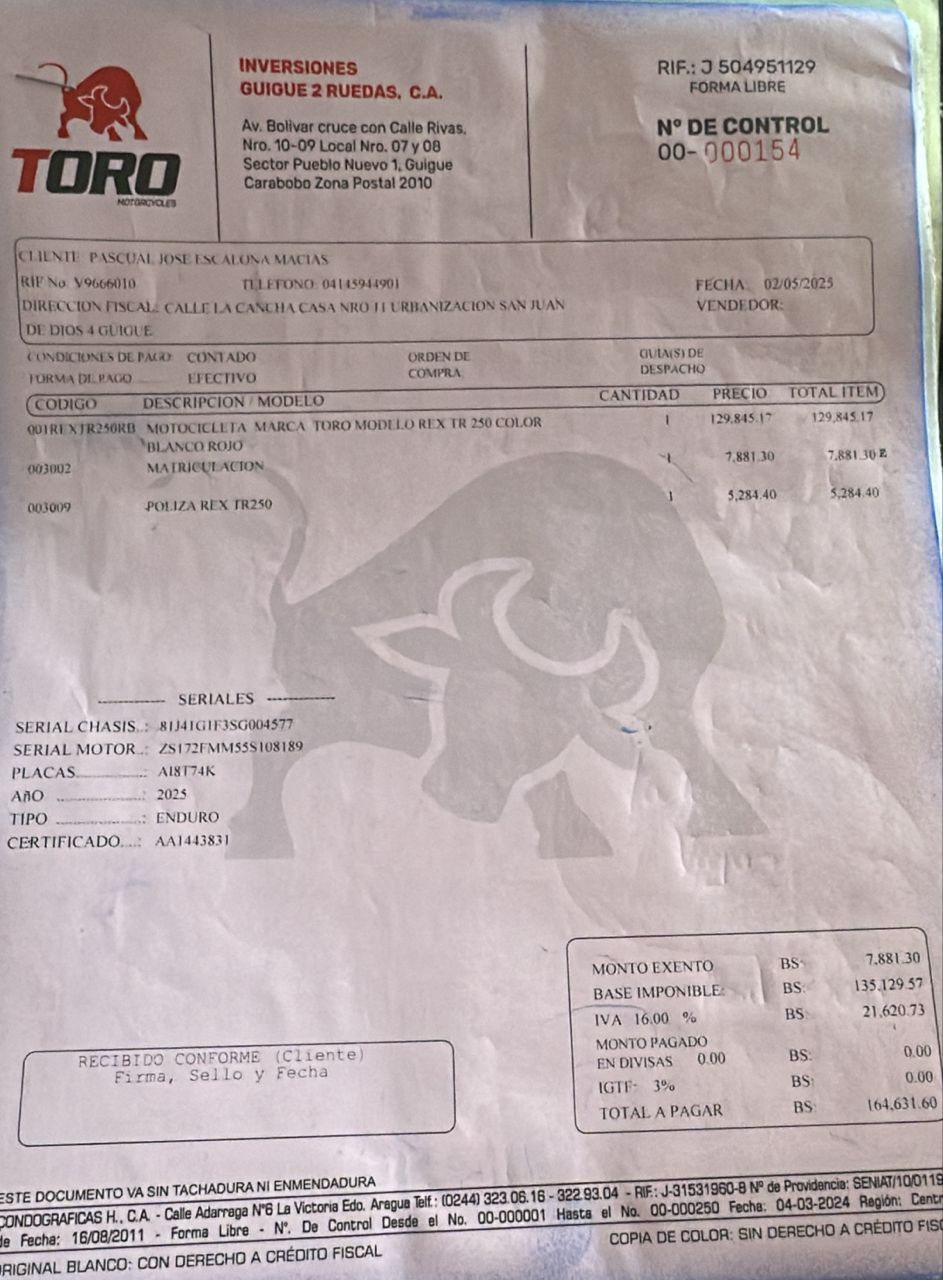 TORO
MOTORCYCLES
INVERSIONES
GUIGUE 2 RUEDAS, C.A.
Av. Bolivar cruce con Calle Rivas,
Nro. 10-09 Local Nro. 07 y 08
Sector Pueblo Nuevo 1, Guigue
Carabobo Zona Postal 2010
RIF.: J 504951129
FORMA LIBRE
Nº DE CONTROL
00-000154
CLIENTE PASCUAL JOSE ESCALONA MACIAS
RIF No. V9666010 TELEFONO: 04145944901 FECHA: 02/05/2025
DIRECCION FISCAL: CALLE LA CANCHA CASA NRO 11 URBANIZACION SAN JUAN VENDEDOR:
DE DIOS 4 GUIGUE
CONDICIONES DE PAGO: CONTADO ORDEN DE COMPRA GUIA(S) DE DESPACHO
FORMA DE PAGO ...... EFECTIVO
CODIGO DESCRIPCION / MODELO CANTIDAD PRECIO TOTAL ITEM
001REXTR250RB MOTOCICLETA MARCA TORO MODELO REX TR 250 COLOR 1 129,845.17 129,845.17
BLANCO ROJO
003002 MATRICULACION 1 7,881.30 7,881.30 E
003009 POLIZA REX TR250 1 5,284.40 5,284.40
------------ SERIALES ------------
SERIAL CHASIS..: 81J41G1F3SG004577
SERIAL MOTOR...: ZS172FMM55S108189
PLACAS................: AI8T74K
AñO ....................: 2025
TIPO ....................: ENDURO
CERTIFICADO....: AA1443831
MONTO EXENTO BS: 7,881.30
BASE IMPONIBLE: BS: 135,129.57
IVA 16.00 % BS: 21,620.73
MONTO PAGADO
EN DIVISAS 0.00 BS: 0.00
IGTF- 3% BS: 0.00
TOTAL A PAGAR BS: 164,631.60
RECIBIDO CONFORME (Cliente)
Firma, Sello y Fecha
ESTE DOCUMENTO VA SIN TACHADURA NI ENMENDADURA
CONDOGRAFICAS H., C.A. - Calle Adarraga Nº6 La Victoria Edo. Aragua Telf.: (0244) 323.06.16 - 322.93.04 - RIF.: J-31531960-8 Nº de Providencia: SENIAT/10/0119
de Fecha: 16/08/2011 - Forma Libre - Nº. De Control Desde el No. 00-000001 Hasta el No. 00-000250 Fecha: 04-03-2024 Región: Centr
ORIGINAL BLANCO: CON DERECHO A CRÉDITO FISCAL COPIA DE COLOR: SIN DERECHO A CRÉDITO FISC